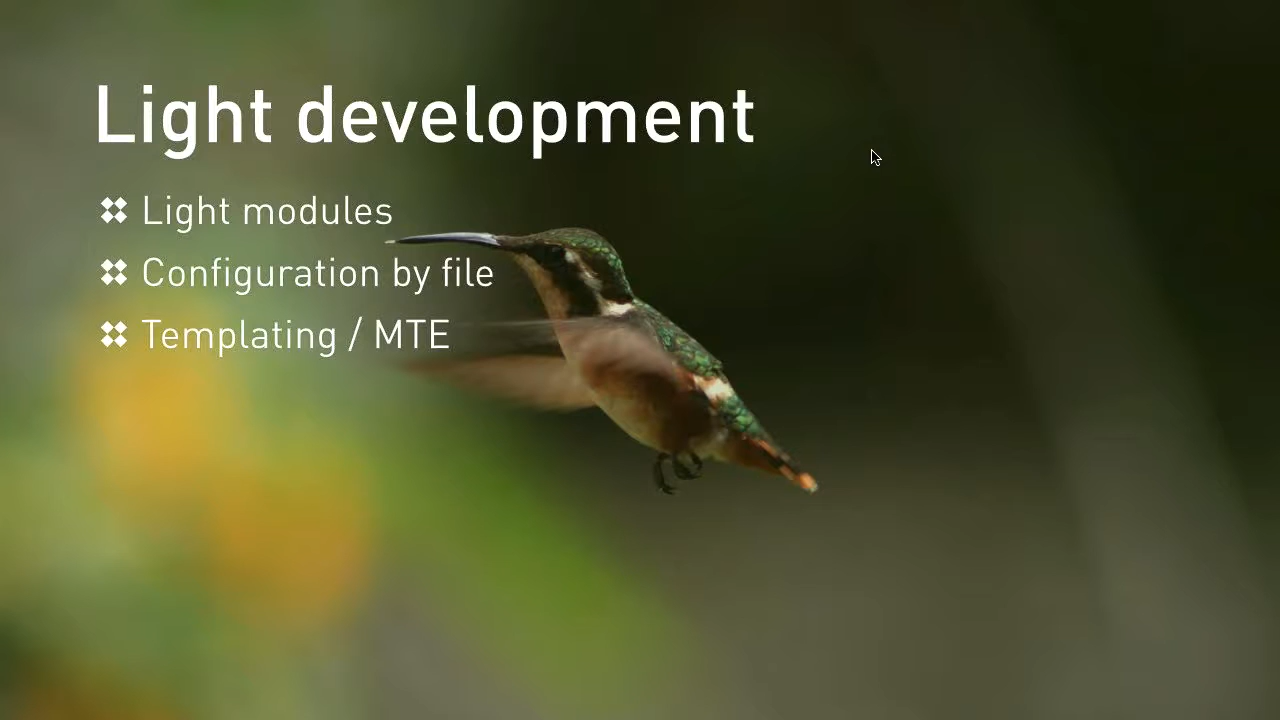 Light development
Light modules
Configuration by file
Templating / MTE